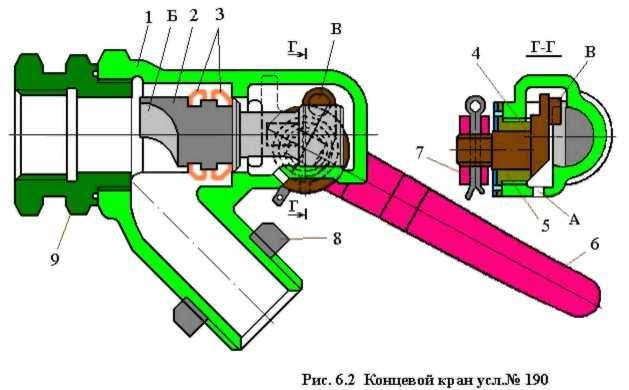 1 Б 2 3 Г В Г-Г
4 В
7
Г
9 8 5 А
6
Рис. 6.2 Концевой кран усл.№ 190